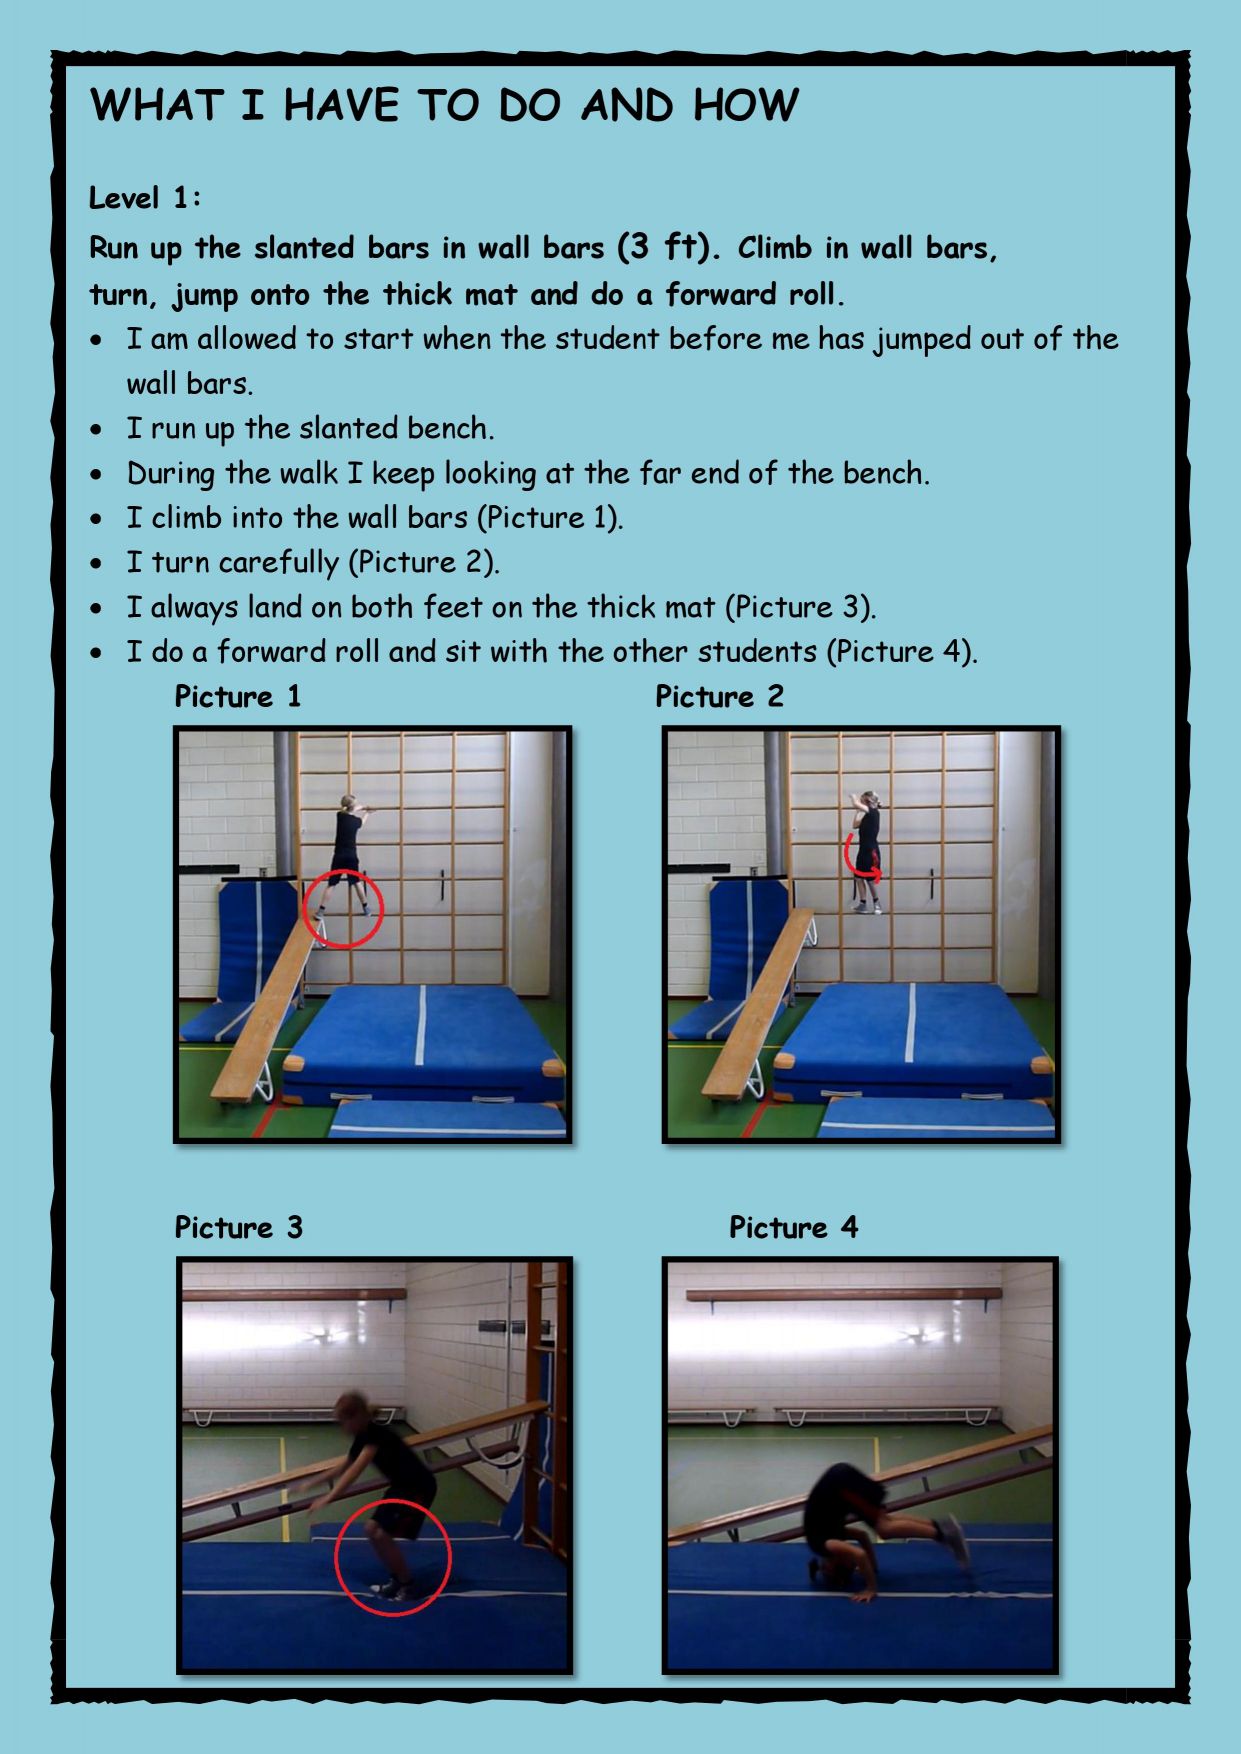 WHAT I HAVE TO DO AND HOW
Level 1:
Run up the slanted bars in wall bars (3 ft). Climb in wall bars,
turn, jump onto the thick mat and do a forward roll.
• I am allowed to start when the student before me has jumped out of the
wall bars.
• I run up the slanted bench.
• During the walk I keep looking at the far end of the bench.
• I climb into the wall bars (Picture 1).
• I turn carefully (Picture 2).
• I always land on both feet on the thick mat (Picture 3).
• I do a forward roll and sit with the other students (Picture 4).
Picture 1 Picture 2
Picture 3 Picture 4